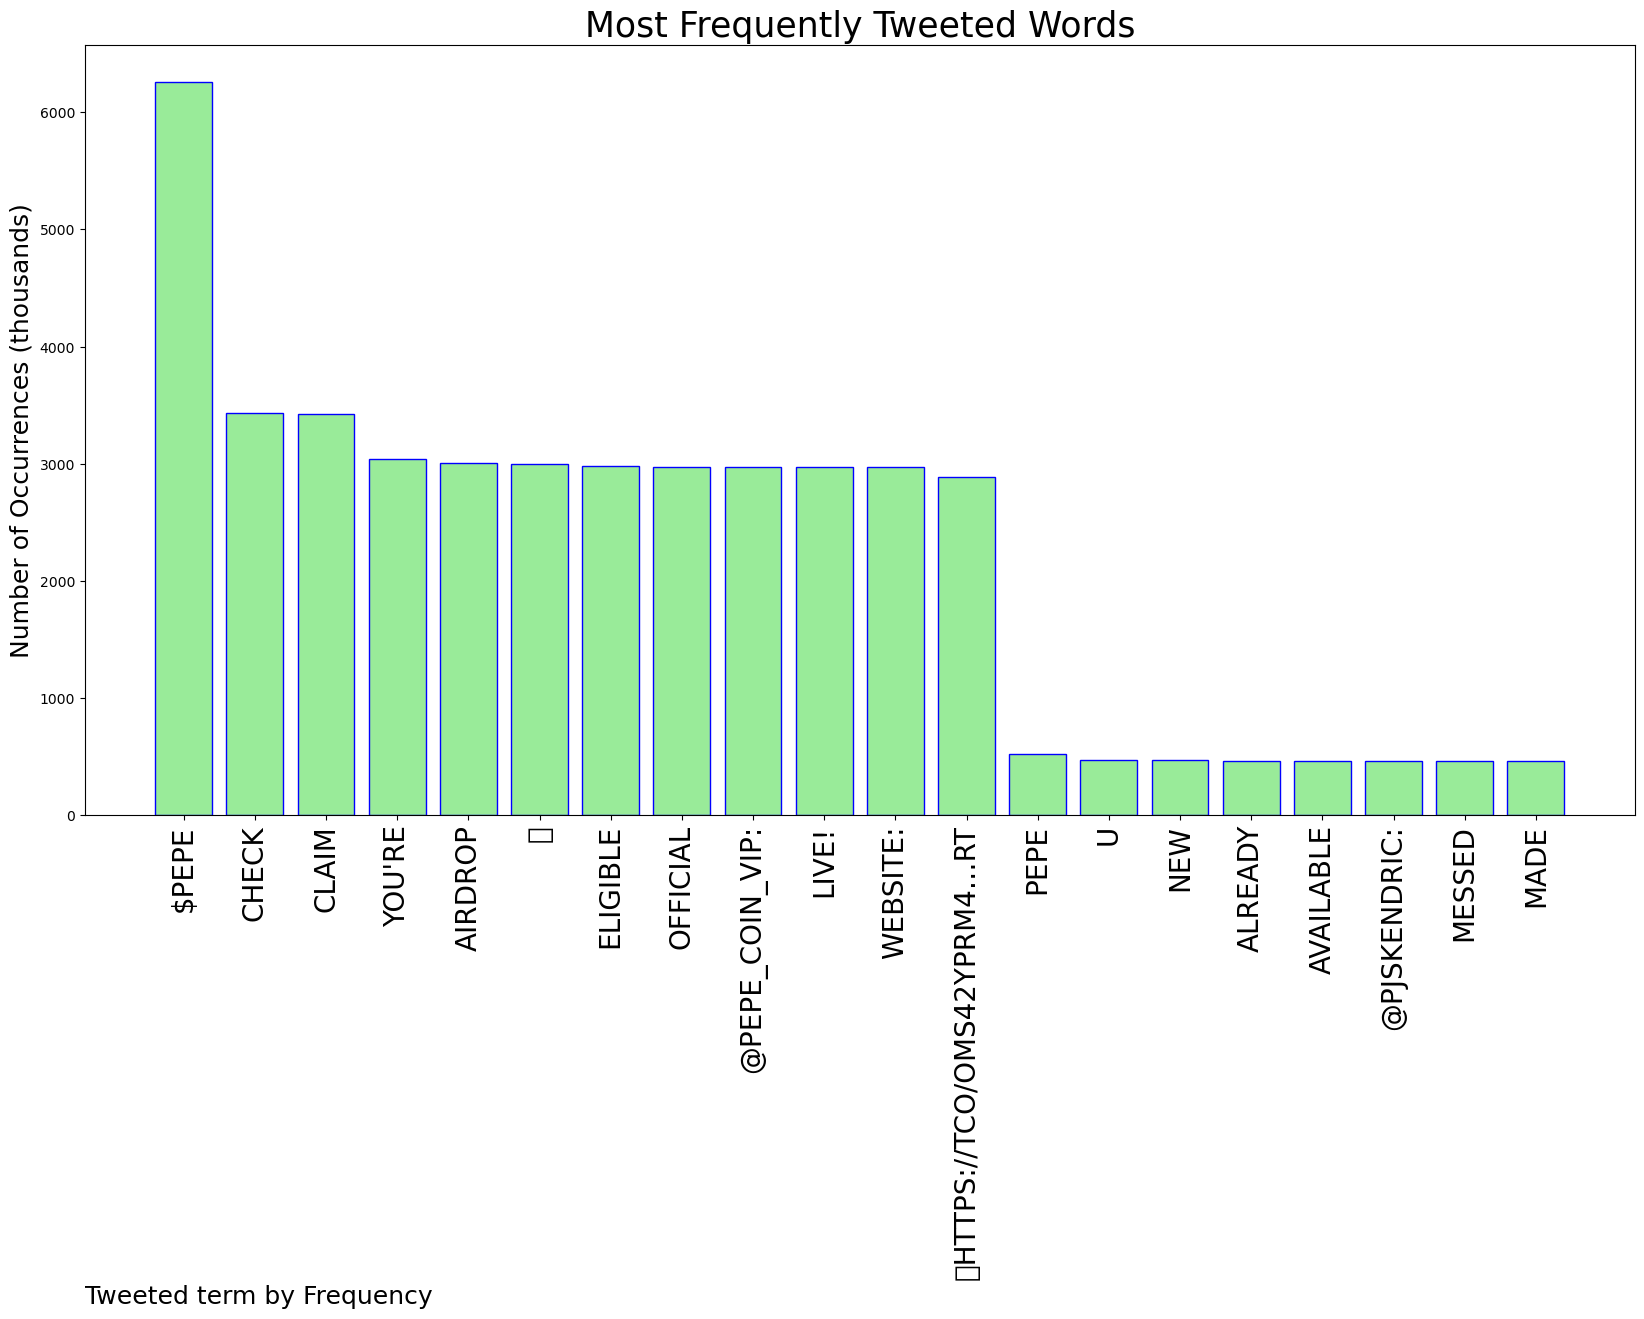 Most Frequently Tweeted Words
Number of Occurrences (thousands)
6000
5000
4000
3000
2000
1000
0
$PEPE
CHECK
CLAIM
YOU'RE
AIRDROP
▯
ELIGIBLE
OFFICIAL
@PEPE_COIN_VIP:
LIVE!
WEBSITE:
▯HTTPS://TCO/OMS42YPRM4...RT
PEPE
U
NEW
ALREADY
AVAILABLE
@PJSKENDRIC:
MESSED
MADE
Tweeted term by Frequency